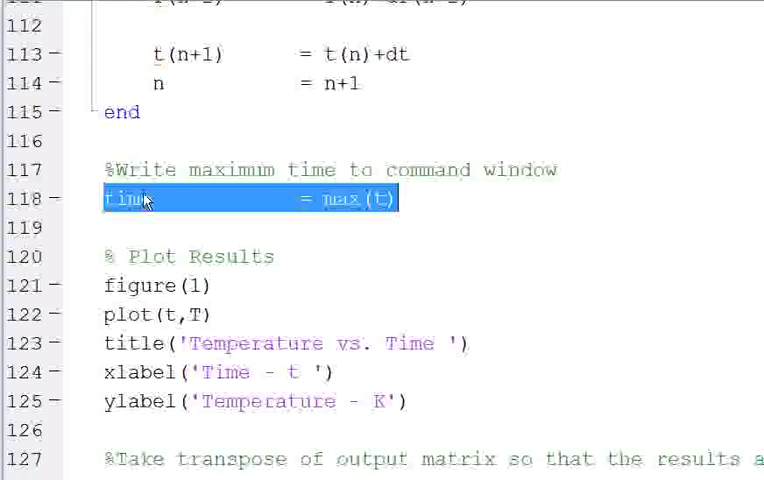 112
113 – t(n+1) = t(n)+dt
114 – n = n+1
115 – end
116
117 %Write maximum time to command window
118 – time = max(t)
119
120 % Plot Results
121 – figure(1)
122 – plot(t,T)
123 – title('Temperature vs. Time ')
124 – xlabel('Time - t ')
125 – ylabel('Temperature - K')
126
127 %Take transpose of output matrix so that the results a